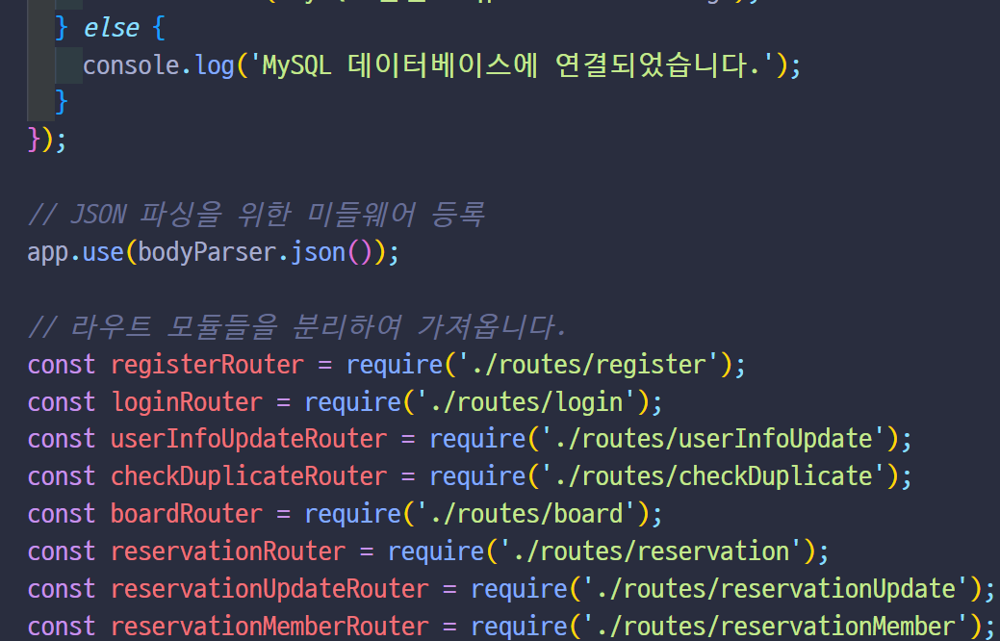 } else {
console.log('MySQL 데이터베이스에 연결되었습니다.');
}
});
// JSON 파싱을 위한 미들웨어 등록
app.use(bodyParser.json());
// 라우트 모듈들을 분리하여 가져옵니다.
const registerRouter = require('./routes/register');
const loginRouter = require('./routes/login');
const userInfoUpdateRouter = require('./routes/userInfoUpdate');
const checkDuplicateRouter = require('./routes/checkDuplicate');
const boardRouter = require('./routes/board');
const reservationRouter = require('./routes/reservation');
const reservationUpdateRouter = require('./routes/reservationUpdate');
const reservationMemberRouter = require('./routes/reservationMember');